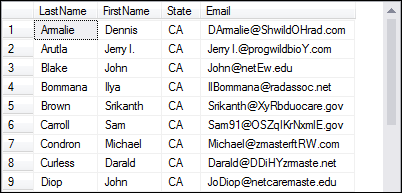 LastName FirstName State Email
1 Amalie Dennis CA DArmalie@ShwildOHrad.com
2 Arutla Jerry I. CA Jerry I.@progwildbioY.com
3 Blake John CA John@netEw.edu
4 Bommana Ilya CA IlBommana@radassoc.net
5 Brown Srikanth CA Srikanth@XyRbduocare.gov
6 Carroll Sam CA Sam91@OSZqIKrNxmIE.gov
7 Condron Michael CA Michael@zmasterftRW.com
8 Curless Darald CA Darald@DDiHYzmaste.net
9 Diop John CA JoDiop@netcaremaste.edu